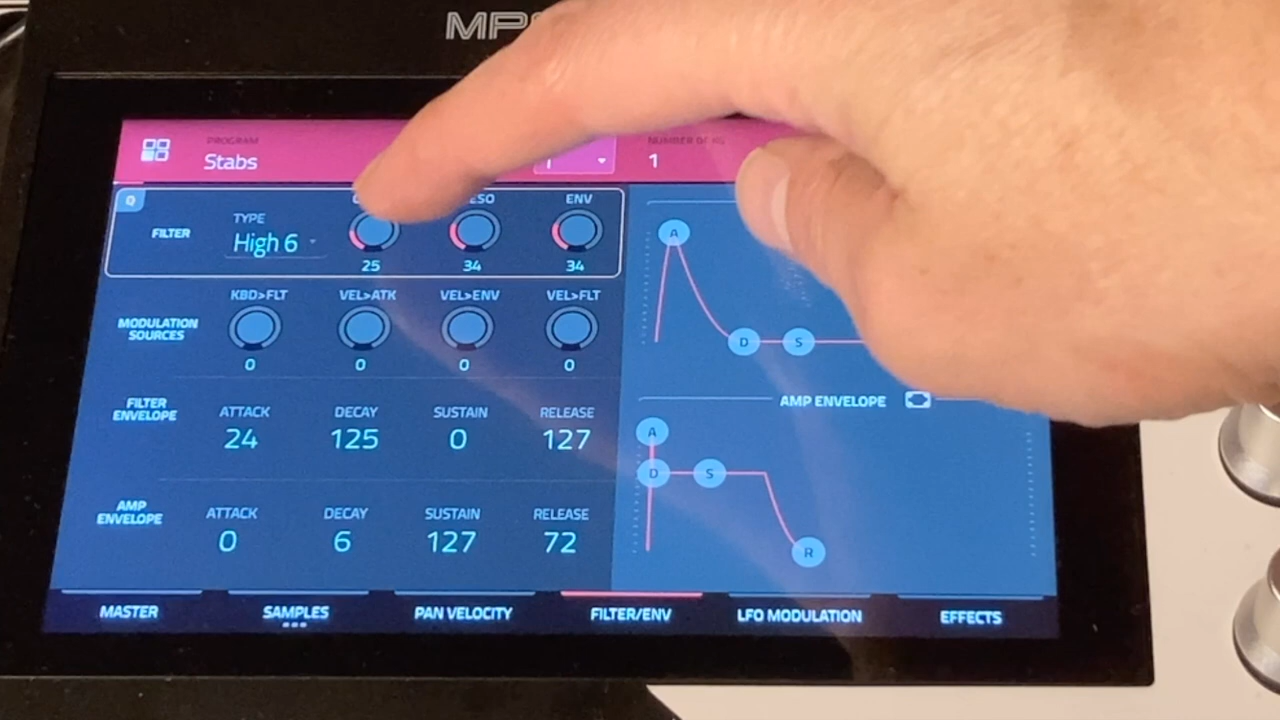 MP
PROGRAM
Stabs
NUMBER OF
1
Q
FILTER
TYPE
High 6
25
34
ENV
34
MODULATION
SOURCES
KBD>FLT
0
VEL>ATK
0
VEL>ENV
0
VEL>FLT
0
FILTER
ENVELOPE
ATTACK
24
DECAY
125
SUSTAIN
0
RELEASE
127
AMP
ENVELOPE
ATTACK
0
DECAY
6
SUSTAIN
127
RELEASE
72
A
D
S
AMP ENVELOPE
A
D
S
R
MASTER
SAMPLES
PAN VELOCITY
FILTER/ENV
LFO MODULATION
EFFECTS